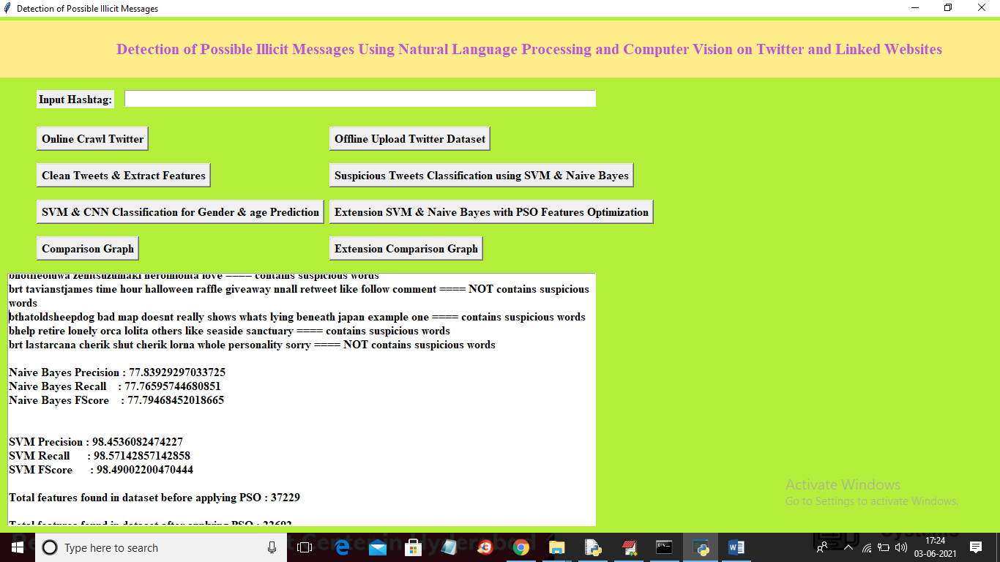 Detection of Possible Illicit Messages
Detection of Possible Illicit Messages Using Natural Language Processing and Computer Vision on Twitter and Linked Websites
Input Hashtag:
Online Crawl Twitter
Offline Upload Twitter Dataset
Clean Tweets & Extract Features
Suspicious Tweets Classification using SVM & Naive Bayes
SVM & CNN Classification for Gender & age Prediction
Extension SVM & Naive Bayes with PSO Features Optimization
Comparison Graph
Extension Comparison Graph
love ==== contains suspicious words
brt tavianstjames time hour halloween raffle giveaway nnall retweet like follow comment ==== NOT contains suspicious
words
bthatoldsheepdog bad map doesnt really shows whats lying beneath japan example one ==== contains suspicious words
bhelp retire lonely orca lolita others like seaside sanctuary ==== contains suspicious words
brt lastarcana cherik shut cherik lorna whole personality sorry ==== NOT contains suspicious words
Naive Bayes Precision : 77.83929297033725
Naive Bayes Recall : 77.76595744680851
Naive Bayes FScore : 77.79468452018665
SVM Precision : 98.4536082474227
SVM Recall : 98.57142857142858
SVM FScore : 98.49002200470444
Total features found in dataset before applying PSO : 37229
Total features found in dataset after applying PSO :
Activate Windows
Go to Settings to activate Windows.
Type here to search
17:24
03-06-2021